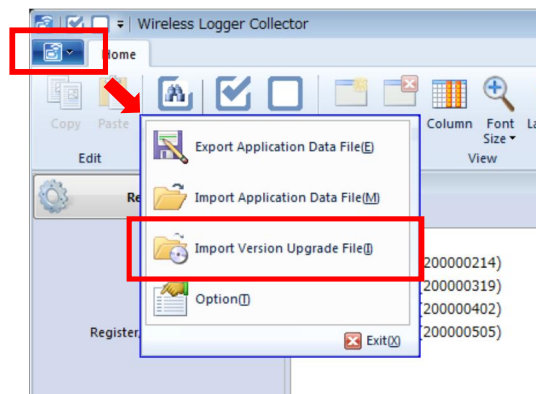 Wireless Logger Collector
Home
Copy Paste
Column Font
Size
Edit
View
Export Application Data File(E)
Import Application Data File(M)
Import Version Upgrade File(I)
Option(T)
Exit(X)
(200000214)
(200000319)
(200000402)
(200000505)
Register,